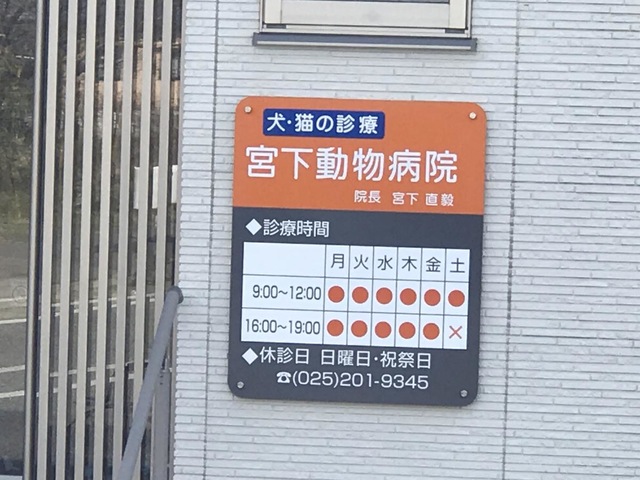 犬・猫の診療
宮下動物病院
院長 宮下 直毅
◆診療時間
月 火 水 木 金 土
9:00~12:00 ● ● ● ● ● ●
16:00~19:00 ● ● ● ● ● ×
◆休診日 日曜日・祝祭日
☎(025)201-9345